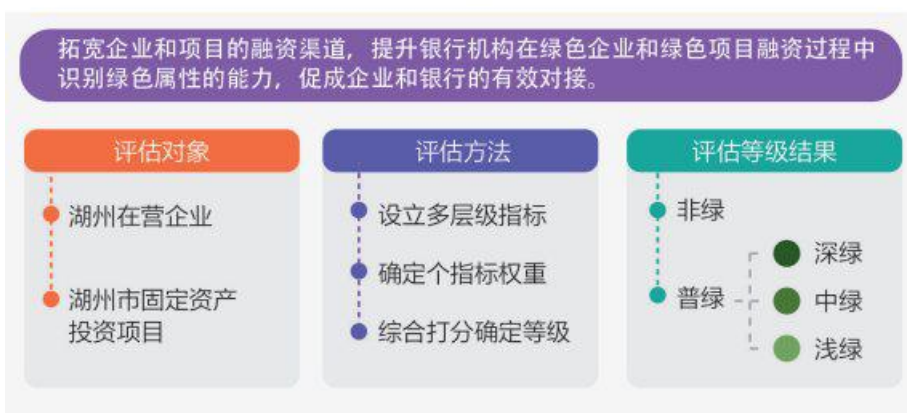 拓宽企业和项目的融资渠道，提升银行机构在绿色企业和绿色项目融资过程中
识别绿色属性的能力，促成企业和银行的有效对接。
评估对象
湖州在营企业
湖州市固定资产
投资项目
评估方法
设立多层级指标
确定个指标权重
综合打分确定等级
评估等级结果
非绿
普绿
深绿
中绿
浅绿